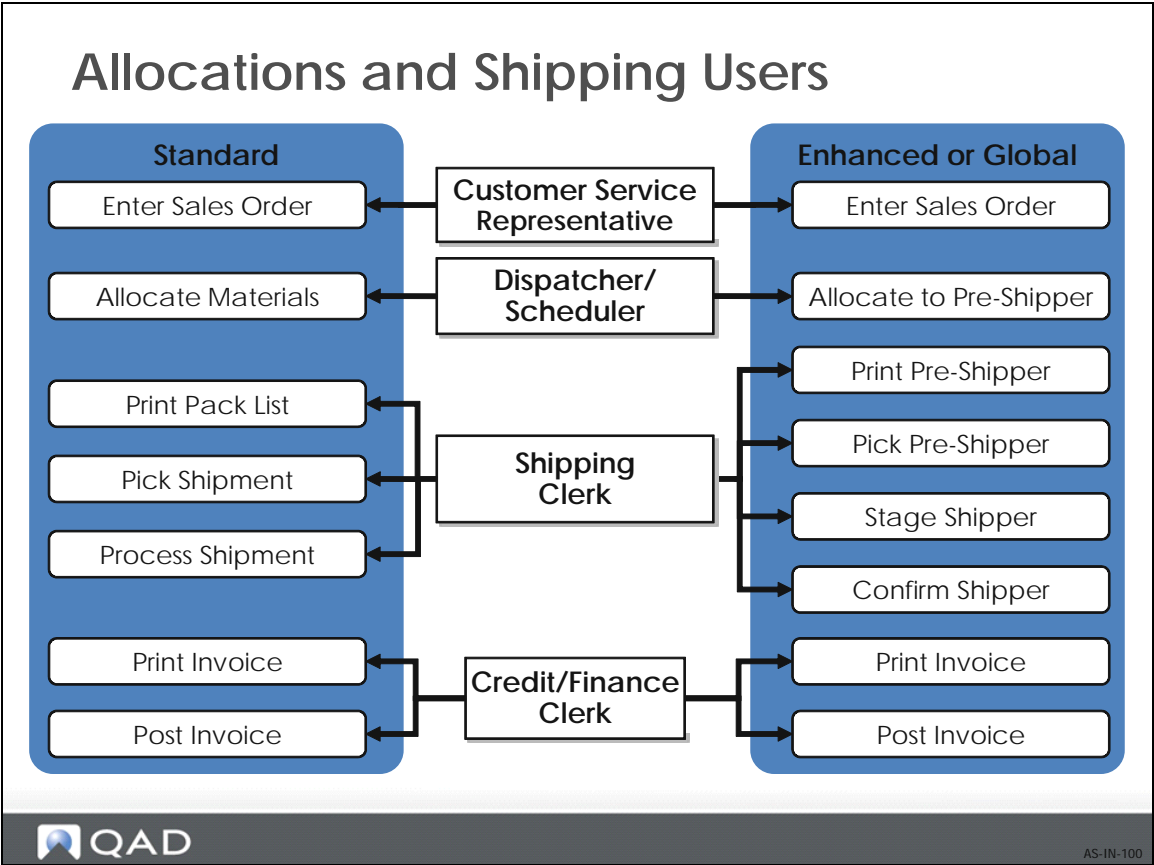 Allocations and Shipping Users
Standard
Enter Sales Order
Allocate Materials
Print Pack List
Pick Shipment
Process Shipment
Print Invoice
Post Invoice
Customer Service
Representative
Dispatcher/
Scheduler
Shipping
Clerk
Credit/Finance
Clerk
Enhanced or Global
Enter Sales Order
Allocate to Pre-Shipper
Print Pre-Shipper
Pick Pre-Shipper
Stage Shipper
Confirm Shipper
Print Invoice
Post Invoice
QAD
AS-IN-100